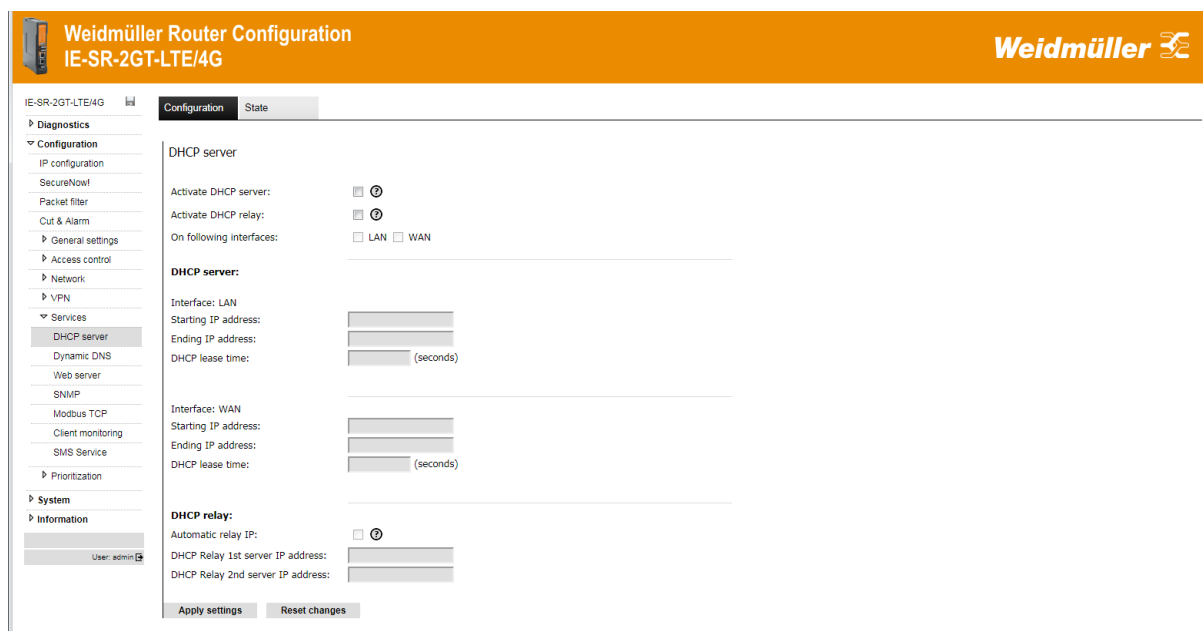 Weidmüller Router Configuration
IE-SR-2GT-LTE/4G
Weidmüller
IE-SR-2GT-LTE/4G
Diagnostics
Configuration
IP configuration
SecureNow!
Packet filter
Cut & Alarm
General settings
Access control
Network
VPN
Services
DHCP server
Dynamic DNS
Web server
SNMP
Modbus TCP
Client monitoring
SMS Service
Prioritization
System
Information
User: admin
Configuration State
DHCP server
Activate DHCP server: ?
Activate DHCP relay: ?
On following interfaces: LAN WAN
DHCP server:
Interface: LAN
Starting IP address:
Ending IP address:
DHCP lease time: (seconds)
Interface: WAN
Starting IP address:
Ending IP address:
DHCP lease time: (seconds)
DHCP relay:
Automatic relay IP: ?
DHCP Relay 1st server IP address:
DHCP Relay 2nd server IP address:
Apply settings Reset changes